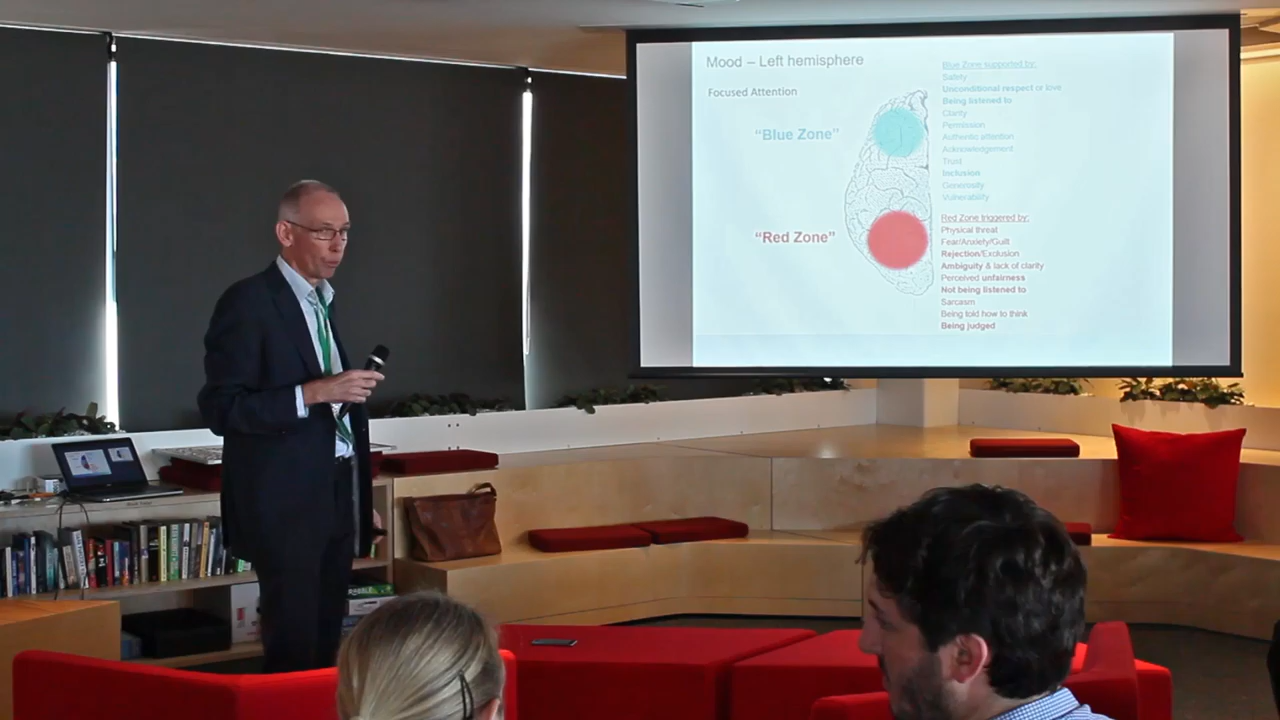 Mood – Left hemisphere
Focused Attention
“Blue Zone”
“Red Zone”
Blue Zone supported by:
Safety
Unconditional respect or love
Being listened to
Clarity
Permission
Authentic attention
Acknowledgement
Trust
Inclusion
Generosity
Vulnerability
Red Zone triggered by:
Physical threat
Fear/Anxiety/Guilt
Rejection/Exclusion
Ambiguity & lack of clarity
Perceived unfairness
Not being listened to
Sarcasm
Being told how to think
Being judged